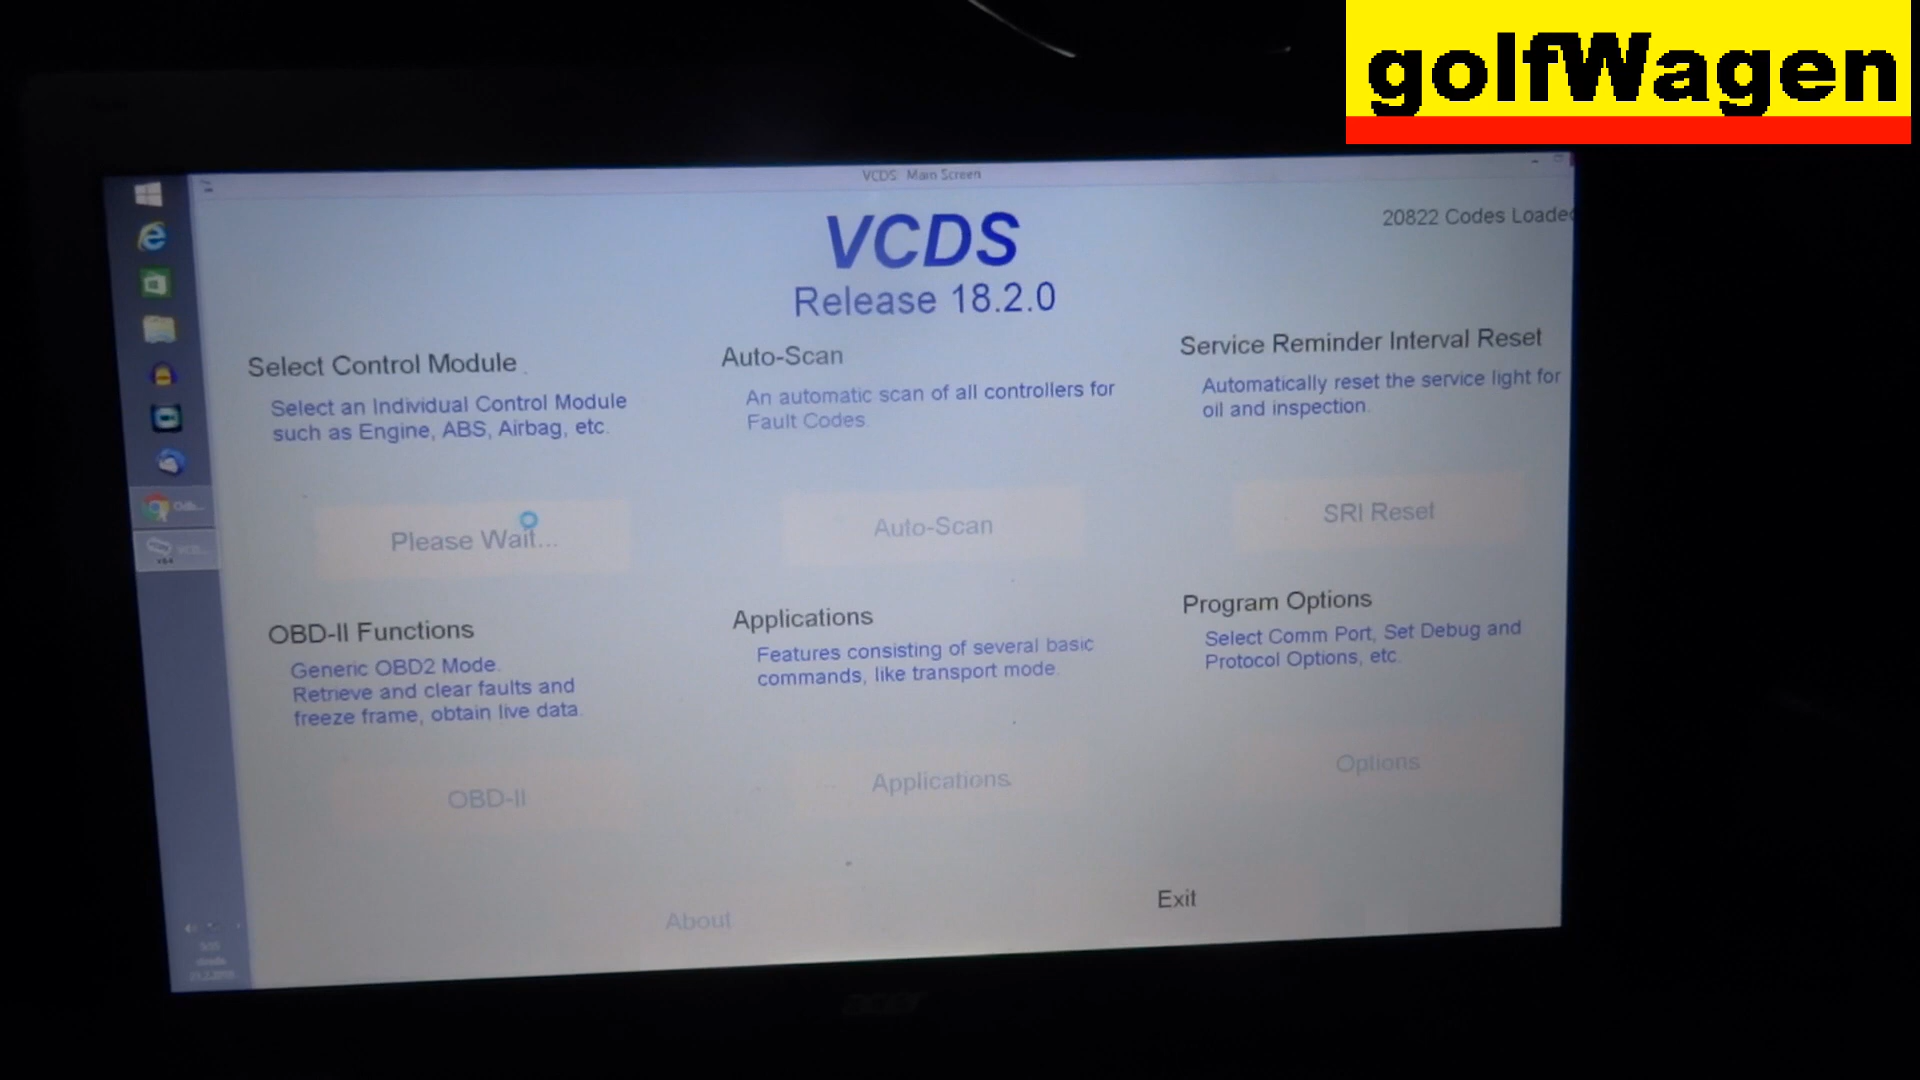 golfWagen
VCDS: Main Screen
20822 Codes Loaded
VCDS
Release 18.2.0
Select Control Module
Select an Individual Control Module
such as Engine, ABS, Airbag, etc.
Please Wait...
Auto-Scan
An automatic scan of all controllers for
Fault Codes.
Auto-Scan
Service Reminder Interval Reset
Automatically reset the service light for
oil and inspection.
SRI Reset
OBD-II Functions
Generic OBD2 Mode.
Retrieve and clear faults and
freeze frame, obtain live data.
OBD-II
Applications
Features consisting of several basic
commands, like transport mode.
Applications
Program Options
Select Comm Port, Set Debug and
Protocol Options, etc.
Options
About
Exit
acer